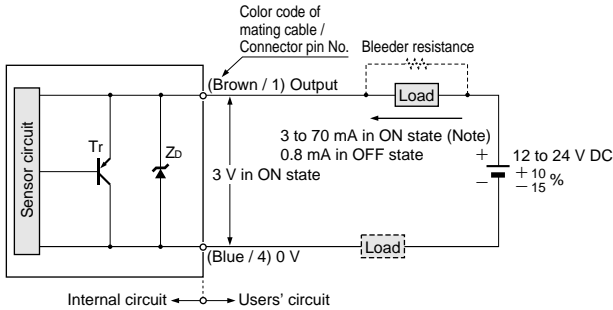 Color code of
mating cable /
Connector pin No.
Bleeder resistance
(Brown / 1) Output
Load
Sensor circuit
Tr
ZD
3 V in ON state
3 to 70 mA in ON state (Note)
0.8 mA in OFF state
+
−
12 to 24 V DC
+ 10
− 15 %
Load
(Blue / 4) 0 V
Internal circuit
Users' circuit